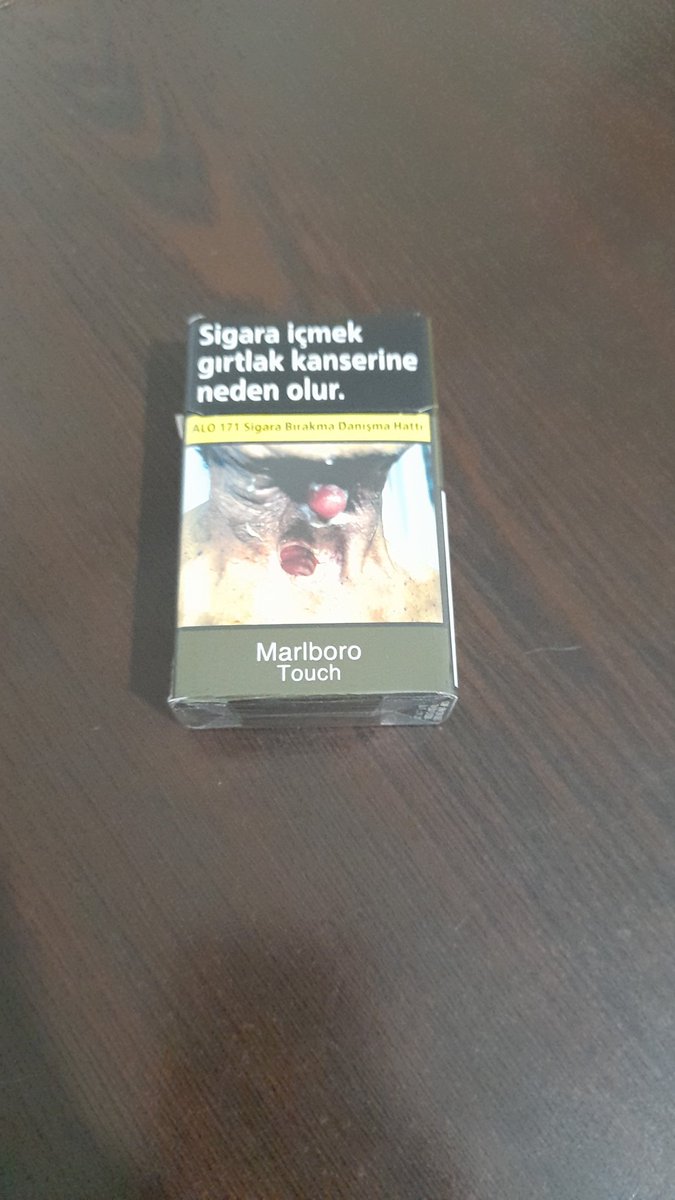 Sigara içmek
gırtlak kanserine
neden olur.
ALO 171 Sigara Bırakma Danışma Hattı
Marlboro
Touch